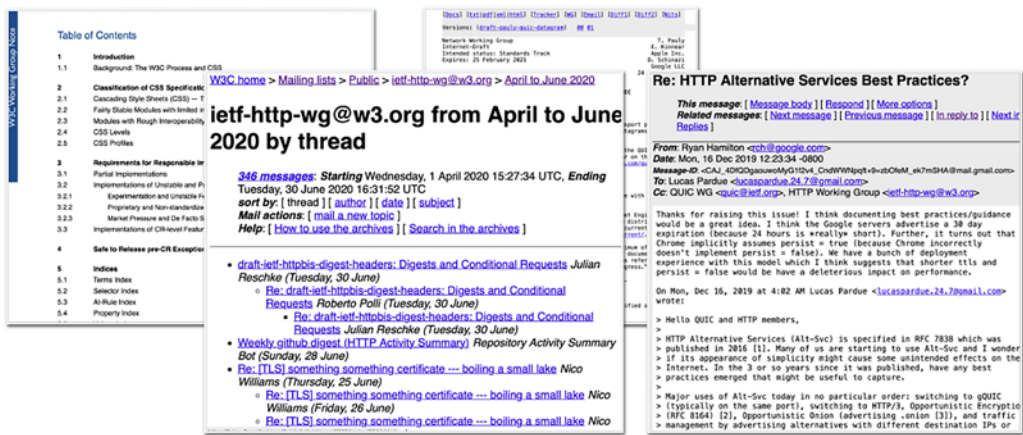 W3C Working Group Note
Table of Contents
1 Introduction
1.1 Background: The W3C Process and CSS
2 Classification of CSS Specificatio
2.1 Cascading Style Sheets (CSS) — T
2.2 Fairly Stable Modules with limited in
2.3 Modules with Rough Interoperability
2.4 CSS Levels
2.5 CSS Profiles
3 Requirements for Responsible Im
3.1 Partial Implementations
3.2 Implementations of Unstable and P
3.2.1 Experimentation and Unstable Fe
3.2.2 Proprietary and Non-standardize
3.2.3 Market Pressure and De Facto S
3.3 Implementations of CR-level Featur
4 Safe to Release pre-CR Exception
5 Indices
5.1 Terms Index
5.2 Selector Index
5.3 At-Rule Index
5.4 Property Index
[Docs] [txt|pdf|xml|html] [Tracker] [WG] [Email] [Diff1] [Diff2] [Nits]
Versions: (draft-pauly-quic-datagram) 00 01
Network Working Group T. Pauly
Internet-Draft E. Kinnear
Intended status: Standards Track Apple Inc.
Expires: 25 February 2021 D. Schinazi
Google LLC
24
W3C home > Mailing lists > Public > ietf-http-wg@w3.org > April to June 2020
ietf-http-wg@w3.org from April to June
2020 by thread
346 messages: Starting Wednesday, 1 April 2020 15:27:34 UTC, Ending
Tuesday, 30 June 2020 16:31:52 UTC
sort by: [ thread ] [ author ] [ date ] [ subject ]
Mail actions: [ mail a new topic ]
Help: [ How to use the archives ] [ Search in the archives ]
• draft-ietf-httpbis-digest-headers: Digests and Conditional Requests Julian
Reschke (Tuesday, 30 June)
Re: draft-ietf-httpbis-digest-headers: Digests and Conditional
Requests Roberto Polli (Tuesday, 30 June)
Re: draft-ietf-httpbis-digest-headers: Digests and Conditional
Requests Julian Reschke (Tuesday, 30 June)
• Weekly github digest (HTTP Activity Summary) Repository Activity Summary
Bot (Sunday, 28 June)
• Re: [TLS] something something certificate --- boiling a small lake Nico
Williams (Thursday, 25 June)
Re: [TLS] something something certificate --- boiling a small lake Nico
Williams (Friday, 26 June)
Re: [TLS] something something certificate --- boiling a small lake Nico
Re: HTTP Alternative Services Best Practices?
This message: [ Message body ] [ Respond ] [ More options ]
Related messages: [ Next message ] [ Previous message ] [ In reply to ] [ Next in
Replies ]
From: Ryan Hamilton <rch@google.com>
Date: Mon, 16 Dec 2019 12:23:34 -0800
To: Lucas Pardue <lucaspardue.24.7@gmail.com>
Cc: QUIC WG <quic@ietf.org>, HTTP Working Group <ietf-http-wg@w3.org>
Thanks for raising this issue! I think documenting best practices/guidance
would be a great idea. I think the Google servers advertise a 30 day
expiration (because 24 hours is *really* short). Further, it turns out that
Chrome implicitly assumes persist = true (because Chrome incorrectly
doesn't implement persist = false). We have a bunch of deployment
experience with this model which I think suggests that shorter ttls and
persist = false would be have a deleterious impact on performance.
On Mon, Dec 16, 2019 at 4:02 AM Lucas Pardue <lucaspardue.24.7@gmail.com>
wrote:
> Hello QUIC and HTTP members,
>
> HTTP Alternative Services (Alt-Svc) is specified in RFC 7838 which was
> published in 2016 [1]. Many of us are starting to use Alt-Svc and I wonder
> if its appearance of simplicity might cause some unintended effects on the
> Internet. In the 3 or so years since it was published, have any best
> practices emerged that might be useful to capture.
>
> Major uses of Alt-Svc today in no particular order: switching to gQUIC
> (typically on the same port), switching to HTTP/3, Opportunistic Encryptio
> (RFC 8164) [2], Opportunistic Onion (advertising .onion [3]), and traffic
> management by advertising alternatives with different destination IPs or